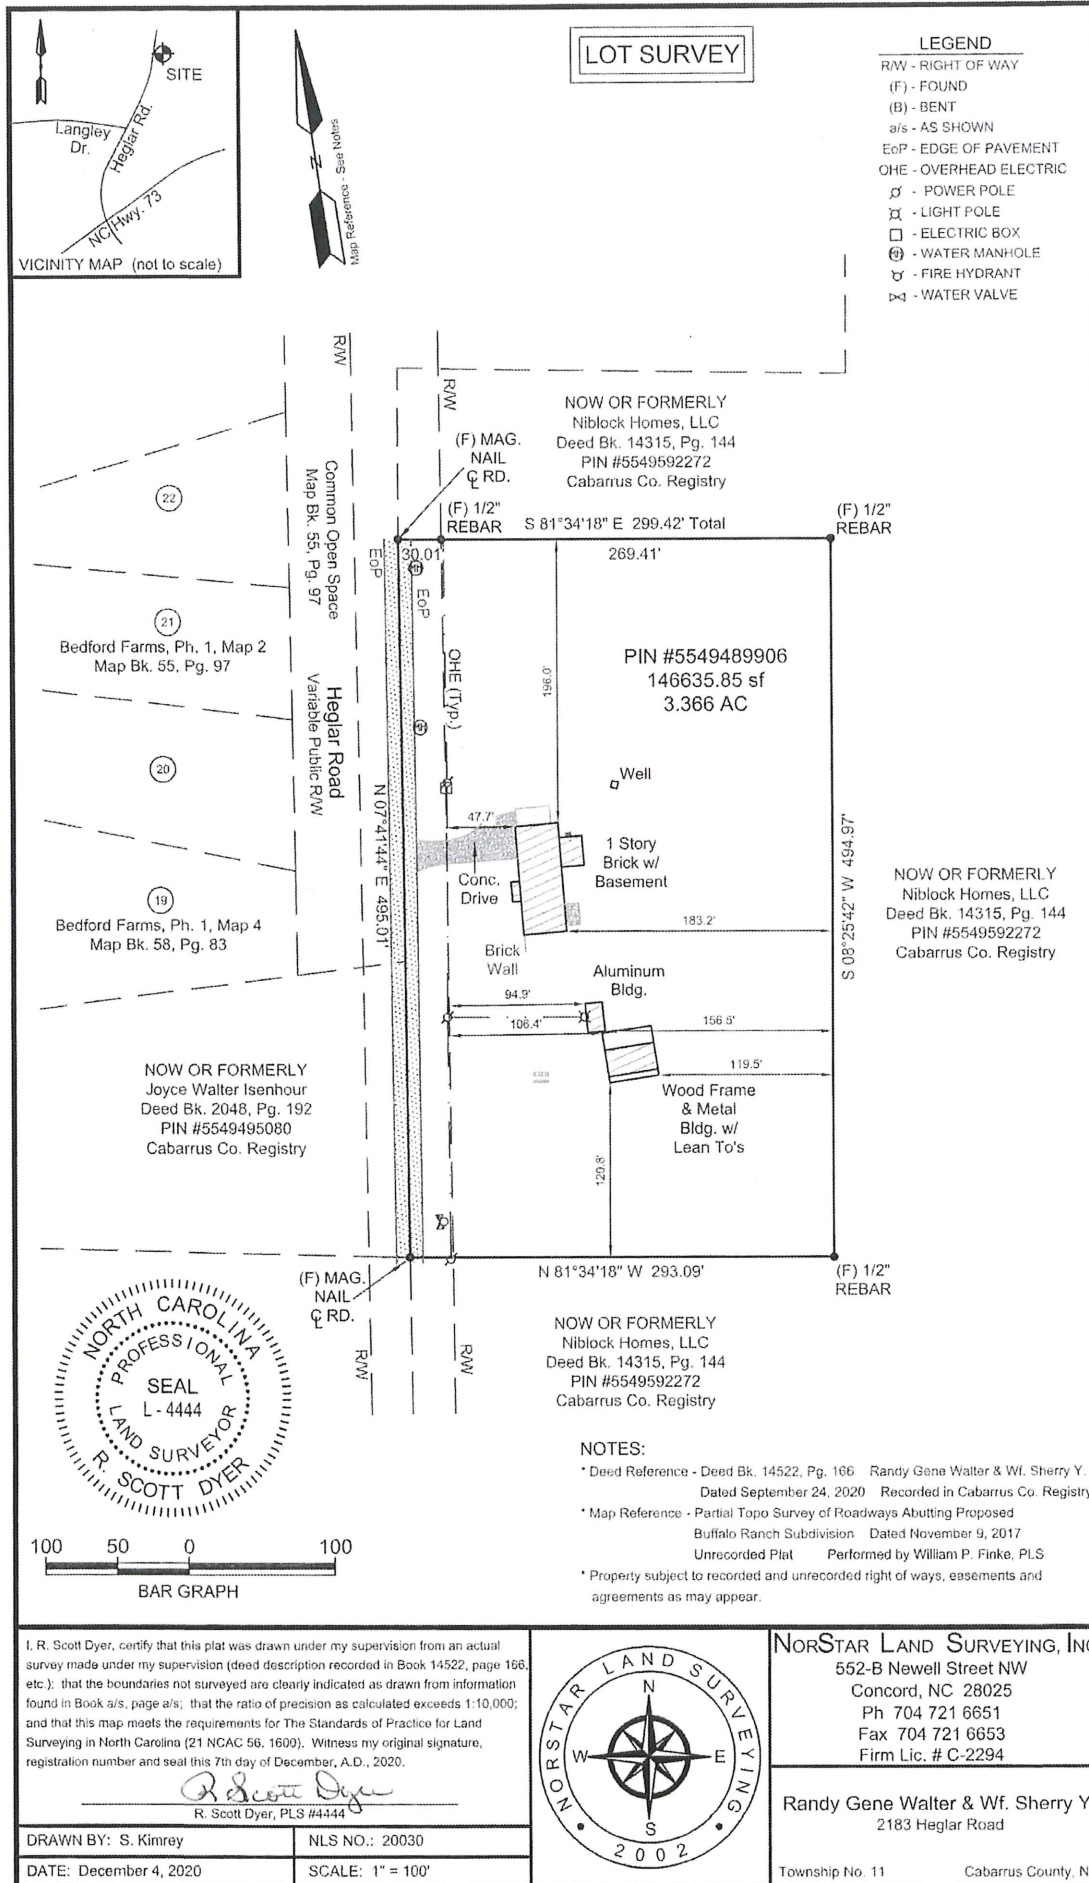 LOT SURVEY
SITE
Langley
Dr.
Heglar Rd.
NC Hwy. 73
VICINITY MAP (not to scale)
N
Map Reference - See Notes
LEGEND
R/W - RIGHT OF WAY
(F) - FOUND
(B) - BENT
a/s - AS SHOWN
EoP - EDGE OF PAVEMENT
OHE - OVERHEAD ELECTRIC
- POWER POLE
- LIGHT POLE
- ELECTRIC BOX
- WATER MANHOLE
- FIRE HYDRANT
- WATER VALVE
R/W
R/W
NOW OR FORMERLY
Niblock Homes, LLC
Deed Bk. 14315, Pg. 144
PIN #5549592272
Cabarrus Co. Registry
(F) MAG.
NAIL
℄ RD.
(F) 1/2"
REBAR
S 81°34'18" E 299.42' Total
(F) 1/2"
REBAR
30.01
269.41'
22
Common Open Space
Map Bk. 55, Pg. 97
EoP
EoP
MH
21
Bedford Farms, Ph. 1, Map 2
Map Bk. 55, Pg. 97
OHE (Typ.)
196.0'
PIN #5549489906
146635.85 sf
3.366 AC
Heglar Road
Variable Public R/W
MH
20
Well
N 07°41'44" E 495.01'
47.7'
1 Story
Brick w/
Basement
Conc.
Drive
S 08°25'42" W 494.97'
NOW OR FORMERLY
Niblock Homes, LLC
Deed Bk. 14315, Pg. 144
PIN #5549592272
Cabarrus Co. Registry
19
Bedford Farms, Ph. 1, Map 4
Map Bk. 58, Pg. 83
183.2'
Brick
Wall
Aluminum
Bldg.
94.9'
106.4'
156.5'
119.5'
NOW OR FORMERLY
Joyce Walter Isenhour
Deed Bk. 2048, Pg. 192
PIN #5549495080
Cabarrus Co. Registry
Wood Frame
& Metal
Bldg. w/
Lean To's
120.8'
(F) MAG.
NAIL
℄ RD.
N 81°34'18" W 293.09'
(F) 1/2"
REBAR
R/W
R/W
NOW OR FORMERLY
Niblock Homes, LLC
Deed Bk. 14315, Pg. 144
PIN #5549592272
Cabarrus Co. Registry
NORTH CAROLINA
PROFESSIONAL
SEAL
L - 4444
LAND SURVEYOR
R. SCOTT DYER
NOTES:
* Deed Reference - Deed Bk. 14522, Pg. 166 Randy Gene Walter & Wf. Sherry Y.
Dated September 24, 2020 Recorded in Cabarrus Co. Registry
* Map Reference - Partial Topo Survey of Roadways Abutting Proposed
Buffalo Ranch Subdivision Dated November 9, 2017
Unrecorded Plat Performed by William P. Finke, PLS
* Property subject to recorded and unrecorded right of ways, easements and
agreements as may appear.
100 50 0 100
BAR GRAPH
I, R. Scott Dyer, certify that this plat was drawn under my supervision from an actual
survey made under my supervision (deed description recorded in Book 14522, page 166,
etc.); that the boundaries not surveyed are clearly indicated as drawn from information
found in Book a/s, page a/s; that the ratio of precision as calculated exceeds 1:10,000;
and that this map meets the requirements for The Standards of Practice for Land
Surveying in North Carolina (21 NCAC 56. 1600). Witness my original signature,
registration number and seal this 7th day of December, A.D., 2020.
R Scott Dyer
R. Scott Dyer, PLS #4444
DRAWN BY: S. Kimrey
NLS NO.: 20030
DATE: December 4, 2020
SCALE: 1" = 100'
NORSTAR LAND SURVEYING
N
W
E
S
2002
NORSTAR LAND SURVEYING, INC
552-B Newell Street NW
Concord, NC 28025
Ph 704 721 6651
Fax 704 721 6653
Firm Lic. # C-2294
Randy Gene Walter & Wf. Sherry Y
2183 Heglar Road
Township No. 11
Cabarrus County, N